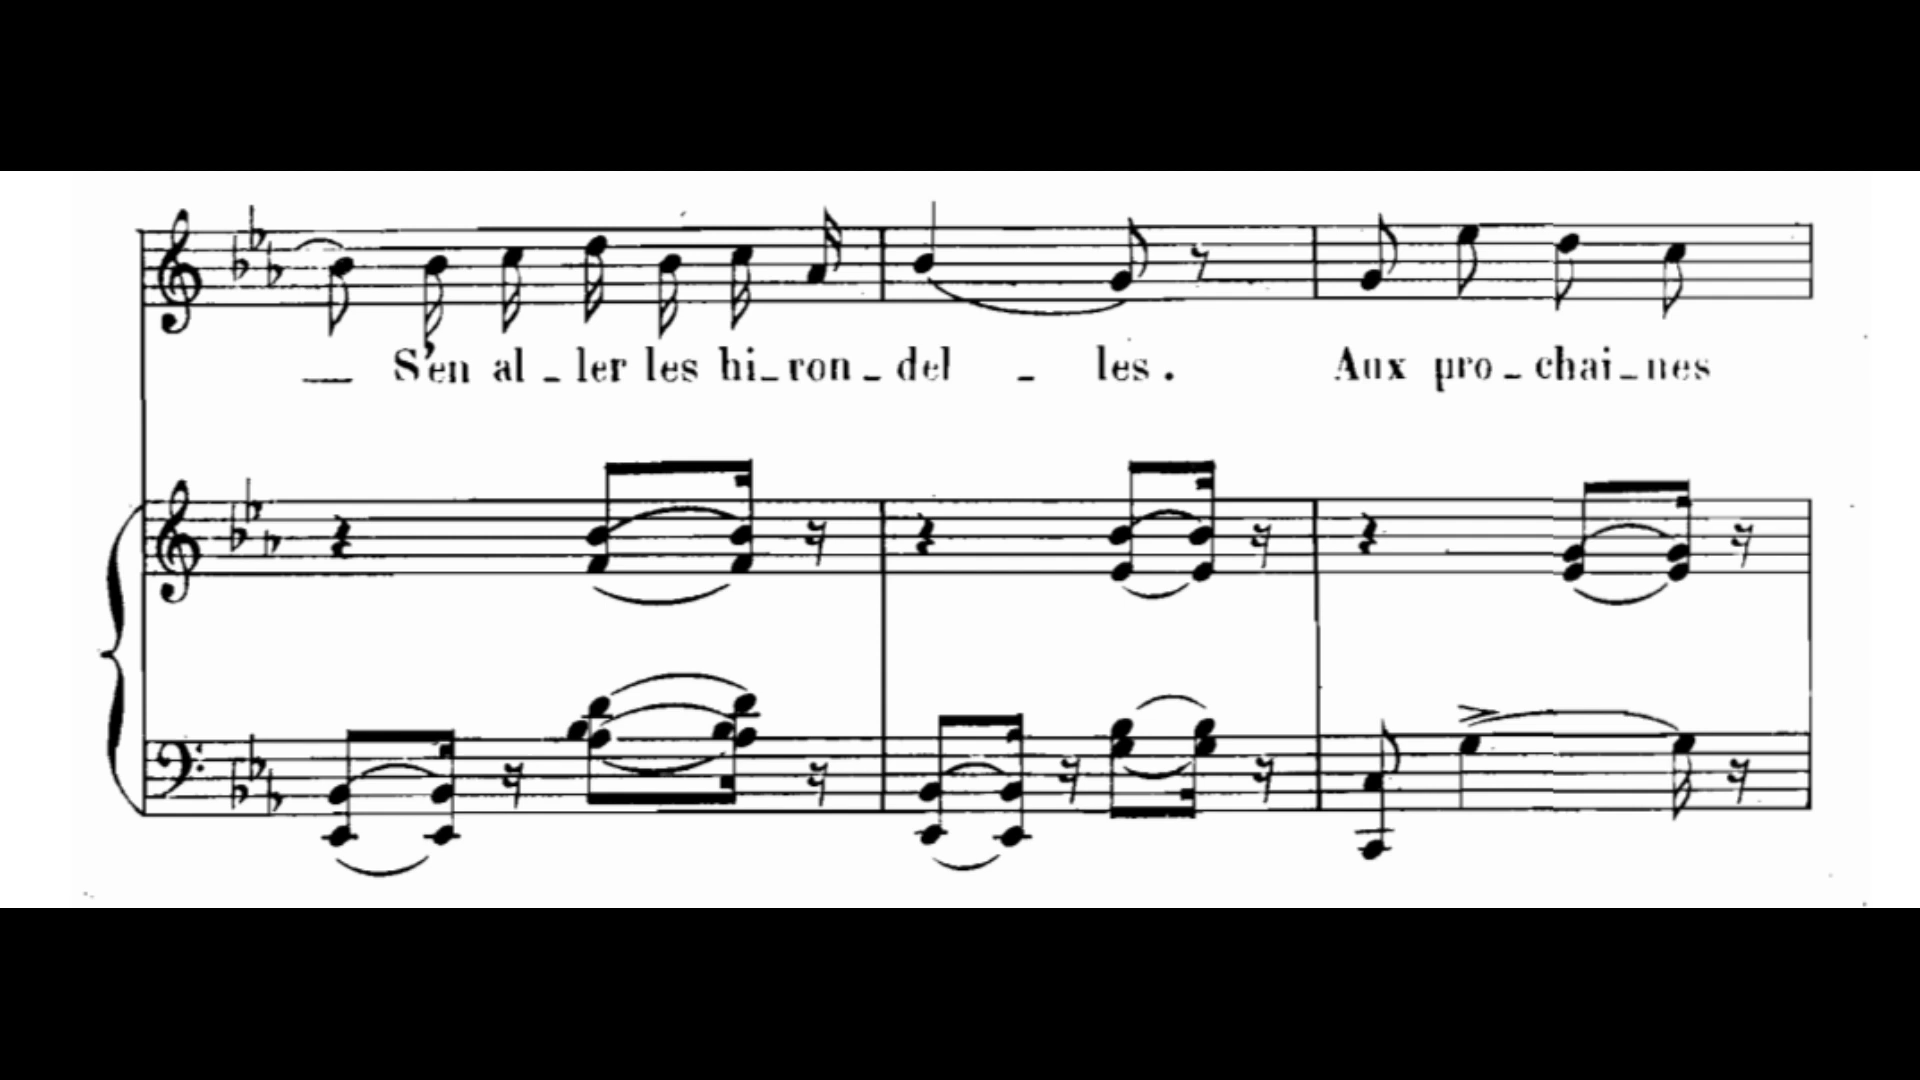 _ S'en al_ler les hi_ron_del _ les. Aux pro_chai_nes